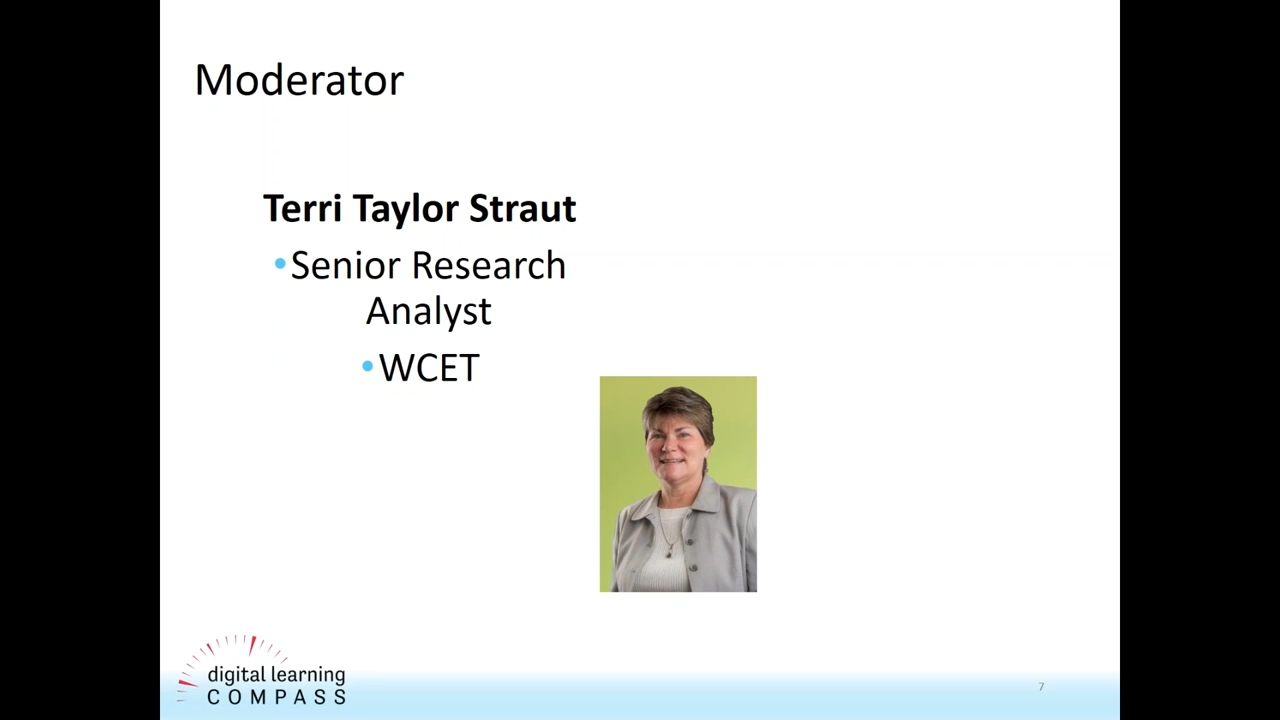 Moderator
Terri Taylor Straut
•Senior Research
Analyst
•WCET
digital learning
COMPASS
7